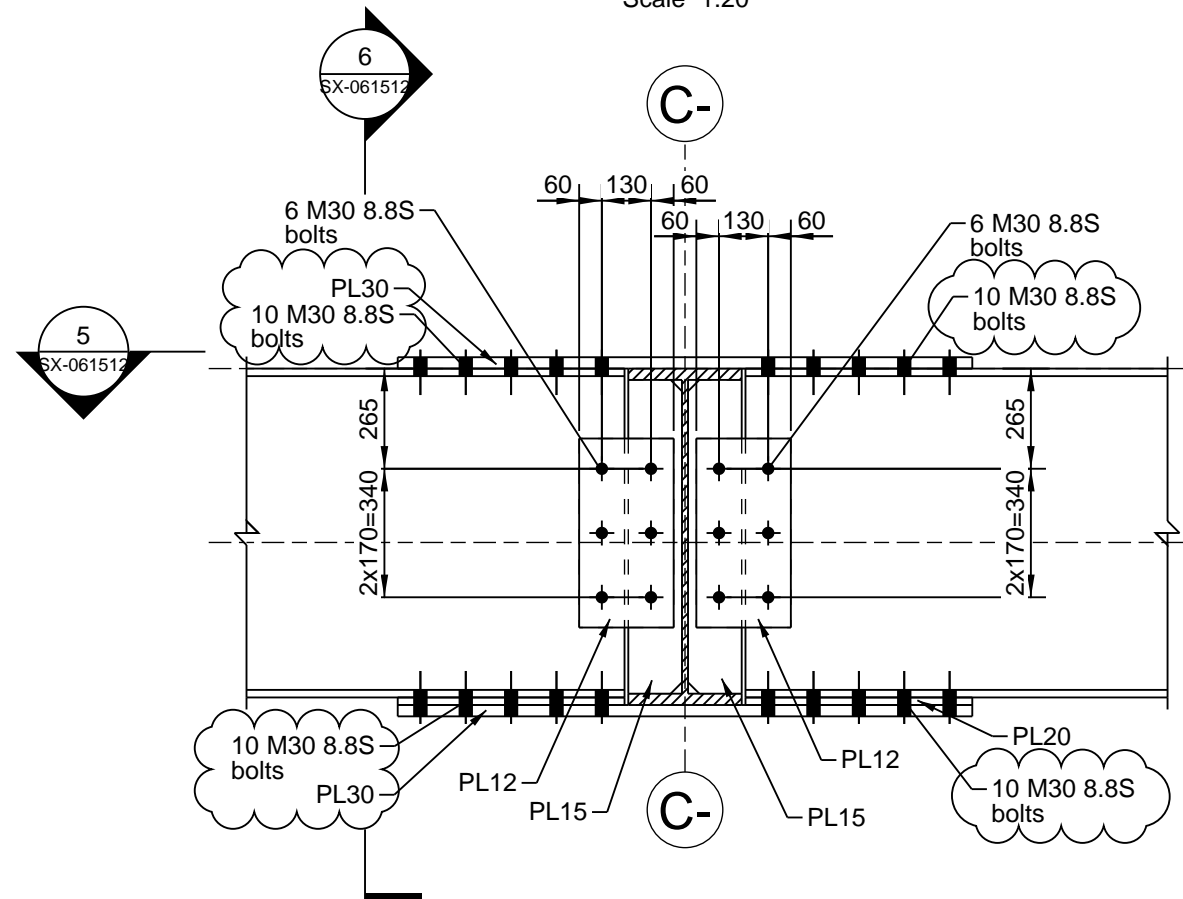 Scale 1:20
6
SX-061512
C-
60 130 60
60 130 60
6 M30 8.8S
bolts
6 M30 8.8S
bolts
PL30
10 M30 8.8S
bolts
10 M30 8.8S
bolts
5
SX-061512
265
2x170=340
265
2x170=340
10 M30 8.8S
bolts
PL30
PL12
PL15
PL12
PL15
PL20
10 M30 8.8S
bolts
C-